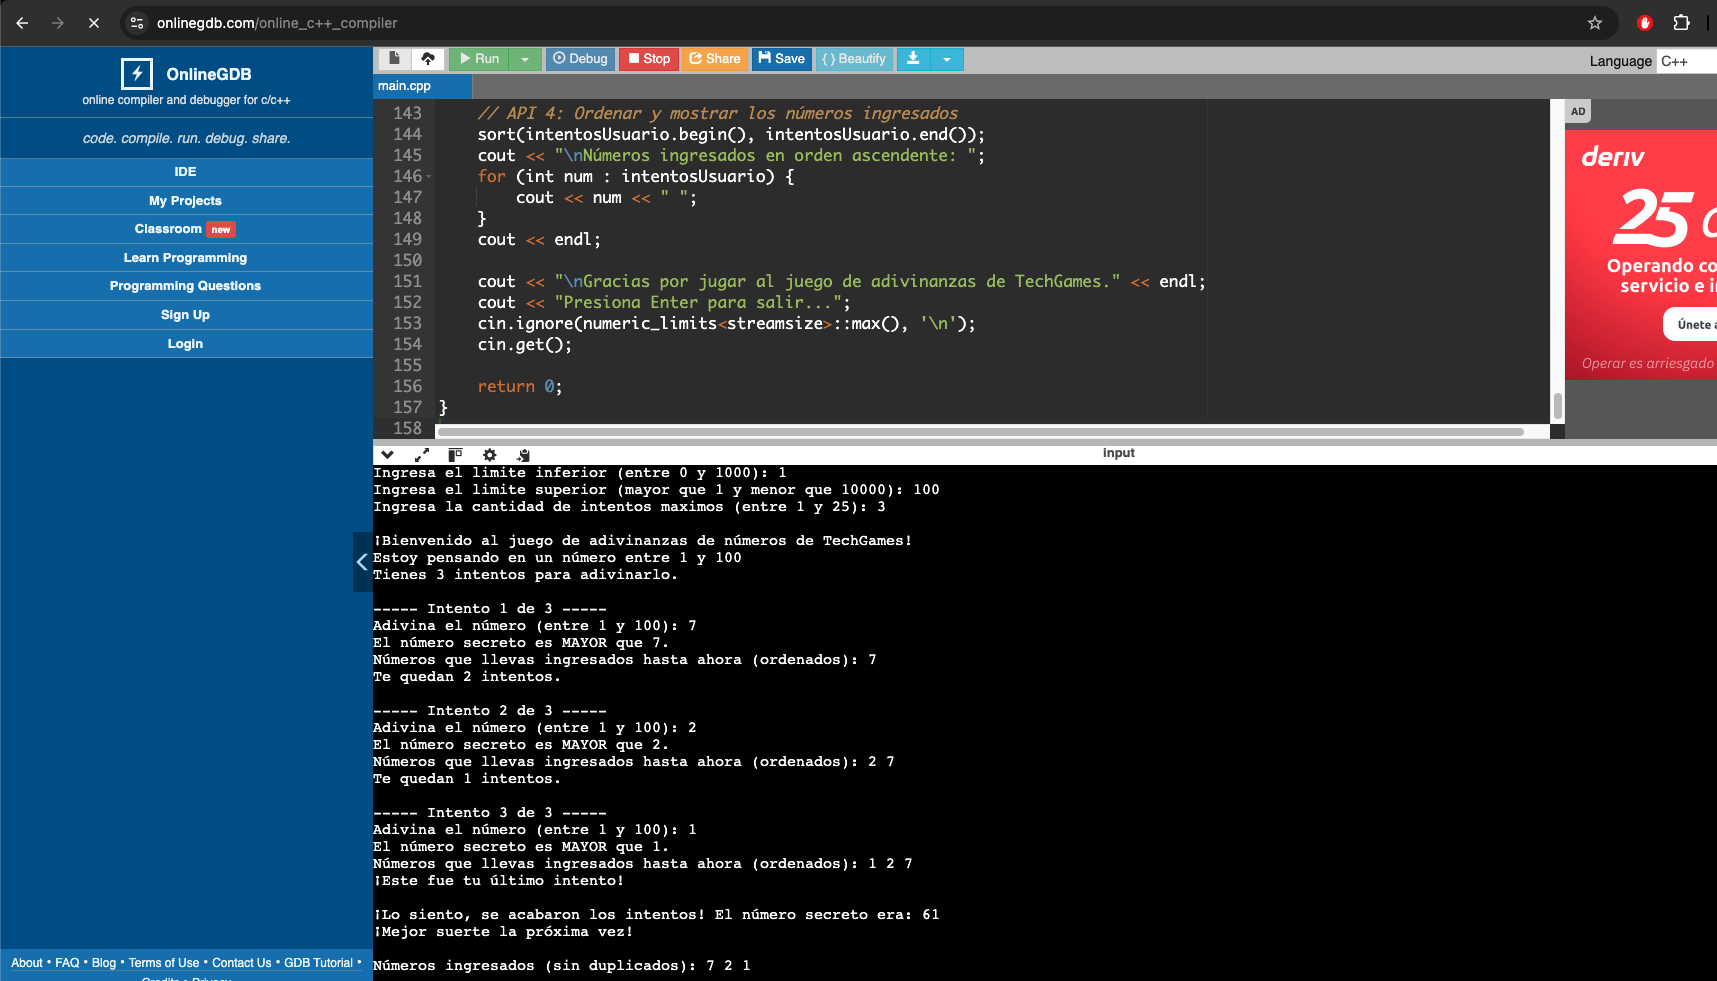 onlinegdb.com/online_c++_compiler
OnlineGDB
online compiler and debugger for c/c++
code. compile. run. debug. share.
IDE
My Projects
Classroom new
Learn Programming
Programming Questions
Sign Up
Login
About • FAQ • Blog • Terms of Use • Contact Us • GDB Tutorial •
Credits • Privacy
Run Debug Stop Share Save { } Beautify
Language C++
main.cpp
143 // API 4: Ordenar y mostrar los números ingresados
144 sort(intentosUsuario.begin(), intentosUsuario.end());
145 cout << "\nNúmeros ingresados en orden ascendente: ";
146 for (int num : intentosUsuario) {
147 cout << num << " ";
148 }
149 cout << endl;
150
151 cout << "\nGracias por jugar al juego de adivinanzas de TechGames." << endl;
152 cout << "Presiona Enter para salir...";
153 cin.ignore(numeric_limits<streamsize>::max(), '\n');
154 cin.get();
155
156 return 0;
157 }
158
AD
deriv
25
Operando co
servicio e i
Únete a
Operar es arriesgado
input
Ingresa el limite inferior (entre 0 y 1000): 1
Ingresa el limite superior (mayor que 1 y menor que 10000): 100
Ingresa la cantidad de intentos maximos (entre 1 y 25): 3
¡Bienvenido al juego de adivinanzas de números de TechGames!
Estoy pensando en un número entre 1 y 100
Tienes 3 intentos para adivinarlo.
----- Intento 1 de 3 -----
Adivina el número (entre 1 y 100): 7
El número secreto es MAYOR que 7.
Números que llevas ingresados hasta ahora (ordenados): 7
Te quedan 2 intentos.
----- Intento 2 de 3 -----
Adivina el número (entre 1 y 100): 2
El número secreto es MAYOR que 2.
Números que llevas ingresados hasta ahora (ordenados): 2 7
Te quedan 1 intentos.
----- Intento 3 de 3 -----
Adivina el número (entre 1 y 100): 1
El número secreto es MAYOR que 1.
Números que llevas ingresados hasta ahora (ordenados): 1 2 7
¡Este fue tu último intento!
¡Lo siento, se acabaron los intentos! El número secreto era: 61
¡Mejor suerte la próxima vez!
Números ingresados (sin duplicados): 7 2 1